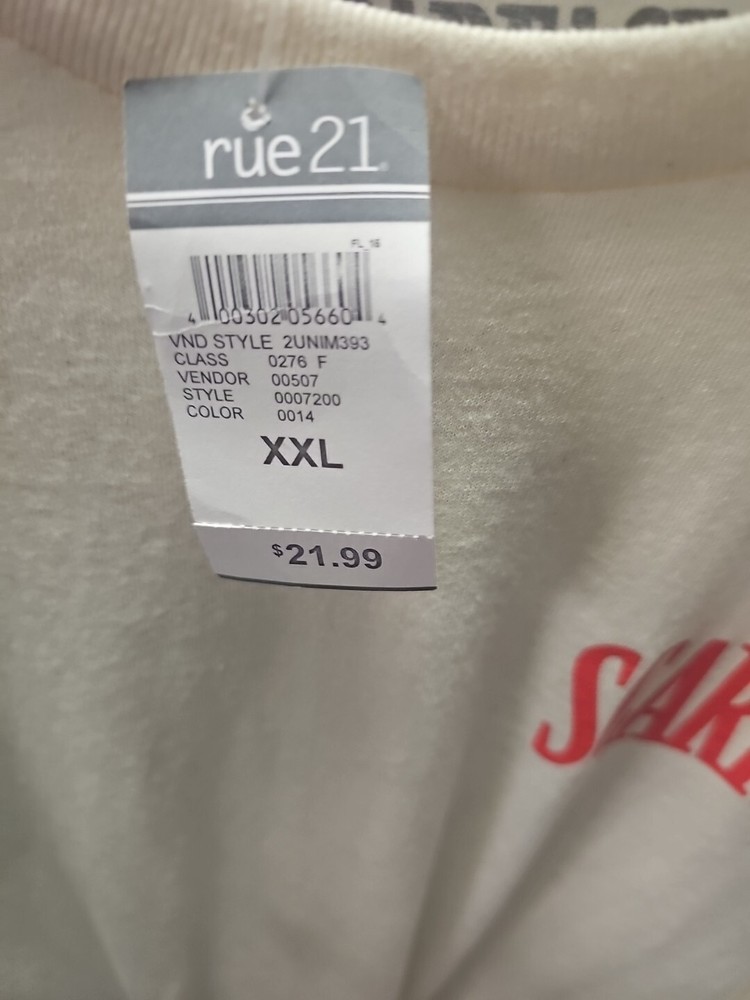 rue21
FL_16
4 00302 05660 4
VND STYLE 2UNIM393
CLASS 0276 F
VENDOR 00507
STYLE 0007200
COLOR 0014
XXL
$21.99